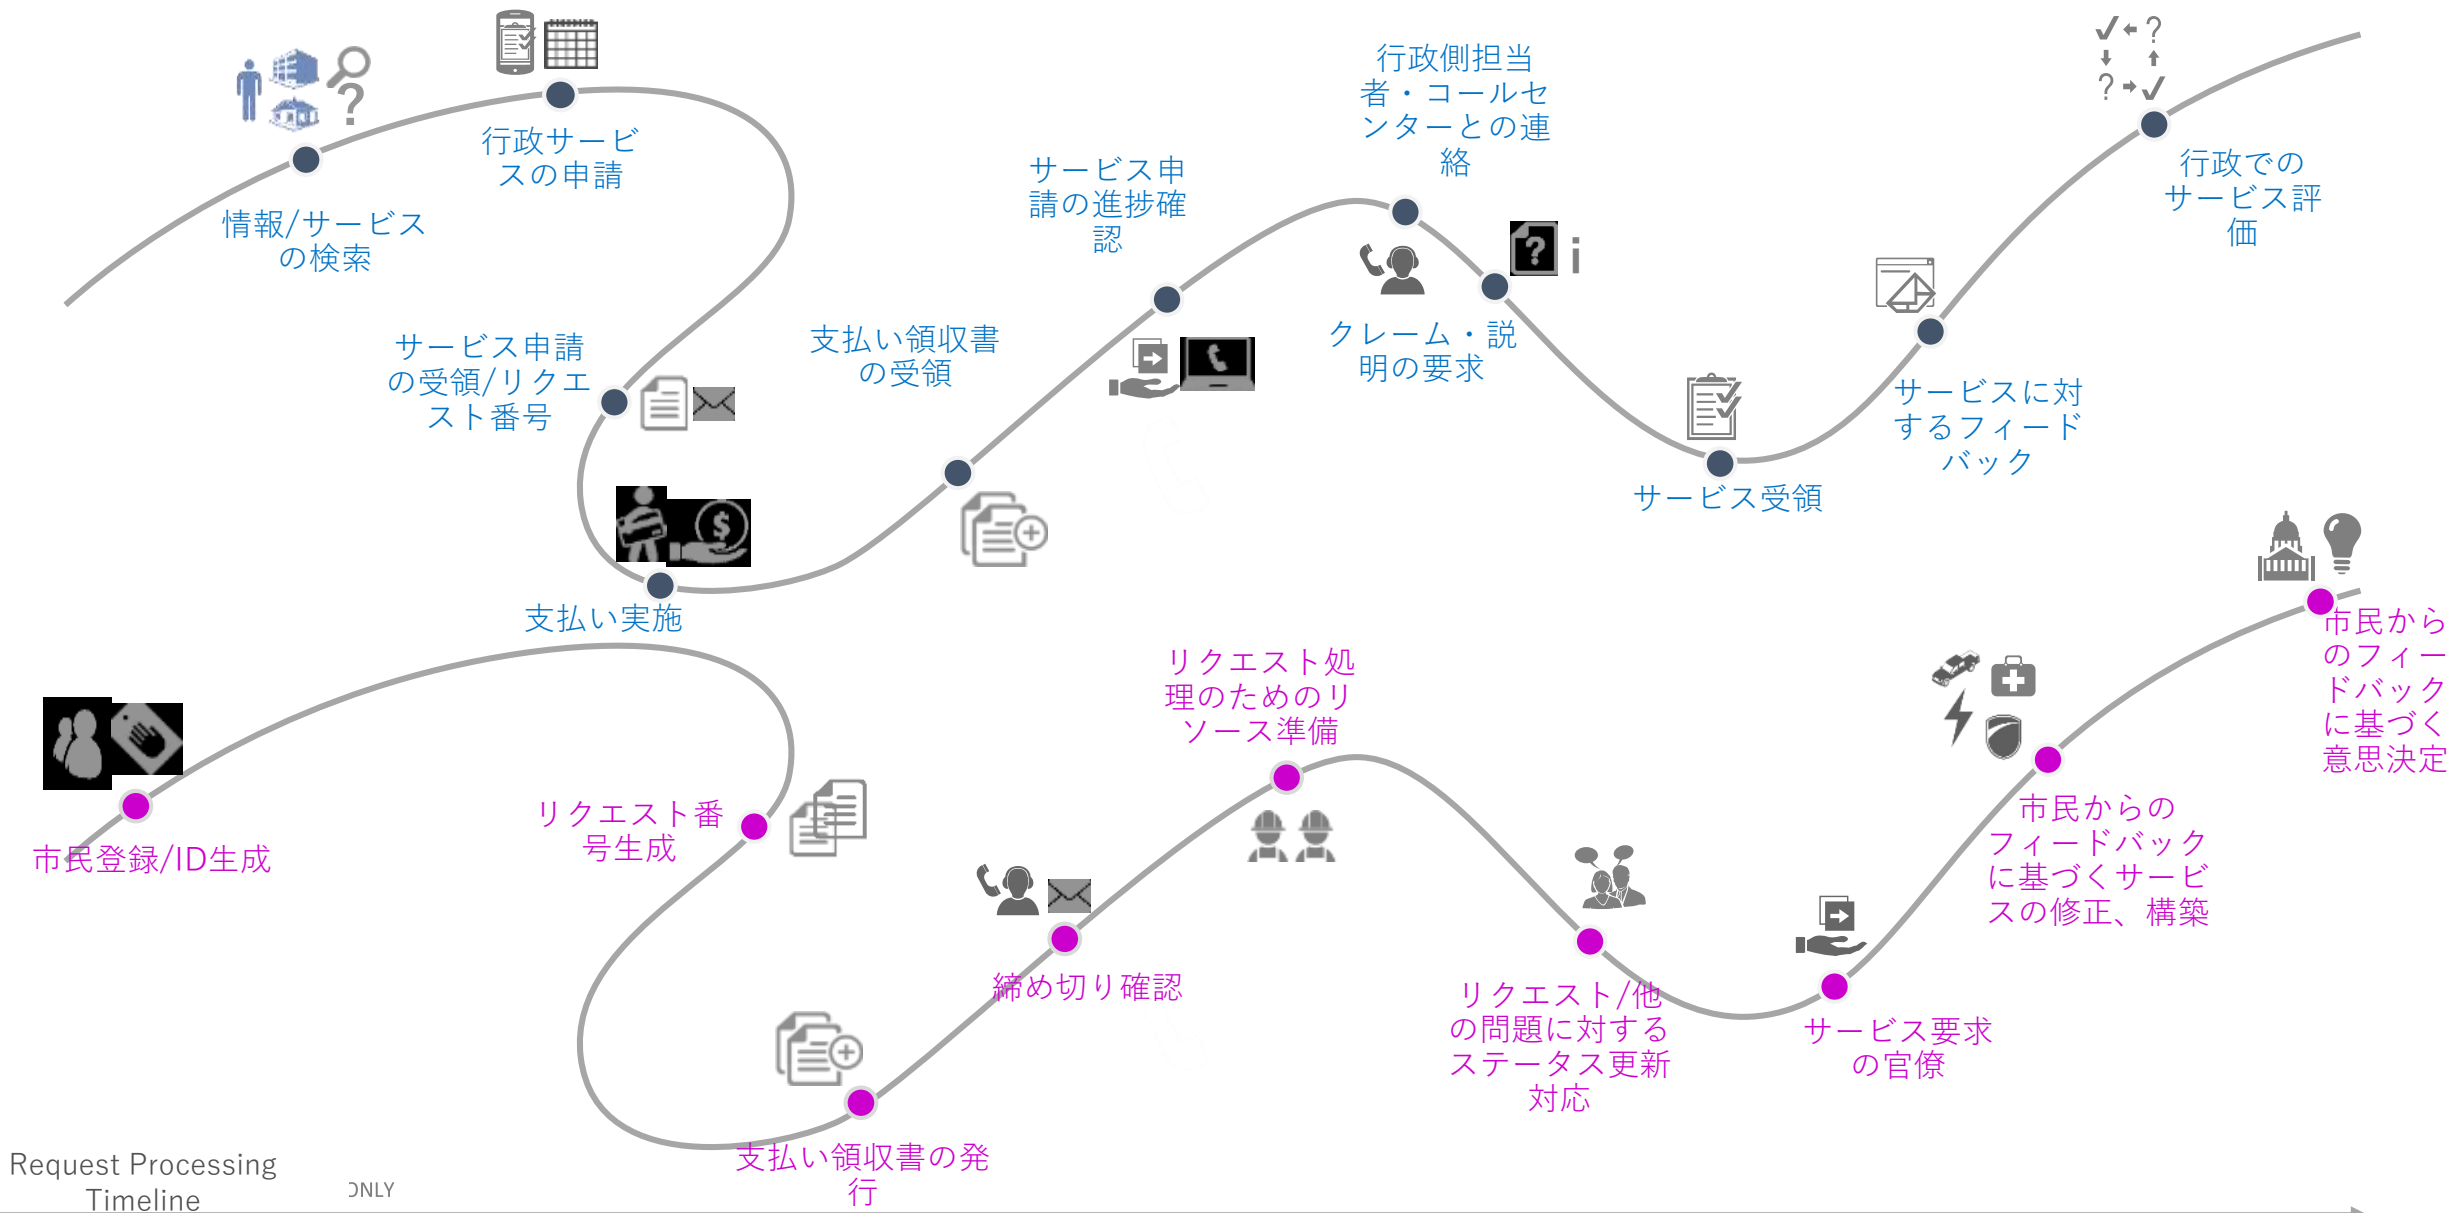 情報/サービス
の検索
行政サービ
スの申請
サービス申請
の受領/リクエ
スト番号
支払い実施
支払い領収書
の受領
サービス申
請の進捗確
認
行政側担当
者・コールセ
ンターとの連
絡
クレーム・説
明の要求
サービス受領
サービスに対
するフィード
バック
行政での
サービス評
価
市民登録/ID生成
リクエスト番
号生成
支払い領収書の発
行
締め切り確認
リクエスト処
理のためのリ
ソース準備
リクエスト/他
の問題に対する
ステータス更新
対応
サービス要求
の官僚
市民からの
フィードバック
に基づくサービ
スの修正、構築
市民から
のフィー
ドバック
に基づく
意思決定
Request Processing
Timeline
ONLY